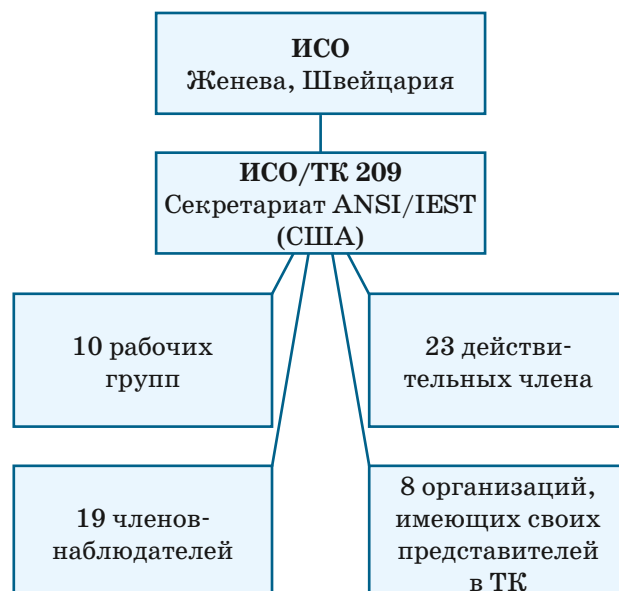 ИСО
Женева, Швейцария
ИСО/ТК 209
Секретариат ANSI/IEST
(США)
10 рабочих
групп
23 действи-
тельных члена
19 членов-
наблюдателей
8 организаций,
имеющих своих
представителей
в ТК